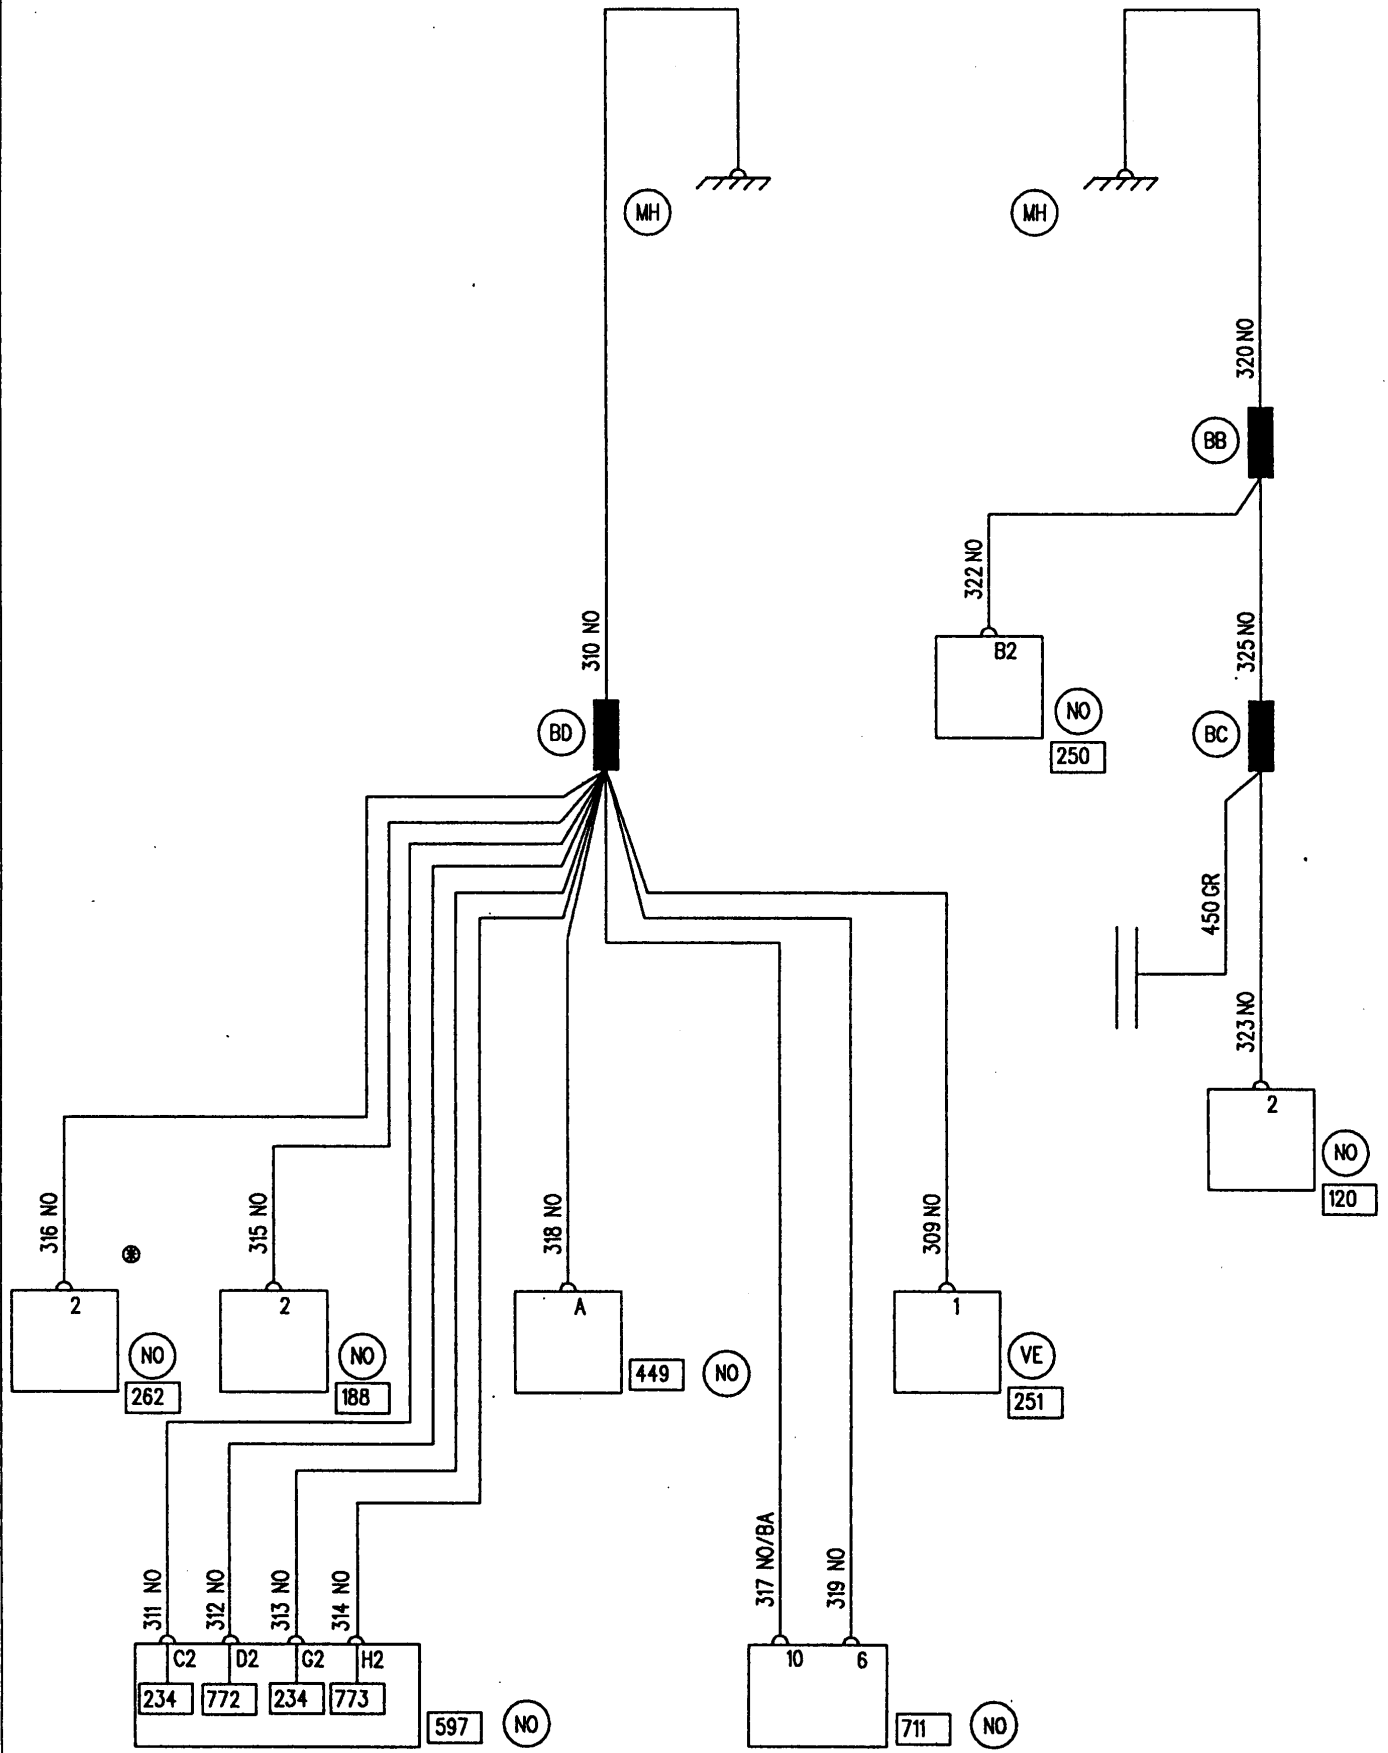 MH
MH
320 NO
BB
322 NO
310 NO
325 NO
B2
NO
250
BD
BC
450 GR
323 NO
2
NO
120
316 NO
315 NO
318 NO
309 NO
2
2
A
1
NO
262
NO
188
449
NO
VE
251
317 NO/BA
319 NO
311 NO
312 NO
313 NO
314 NO
C2
D2
G2
H2
10
6
234
772
234
773
597
NO
711
NO